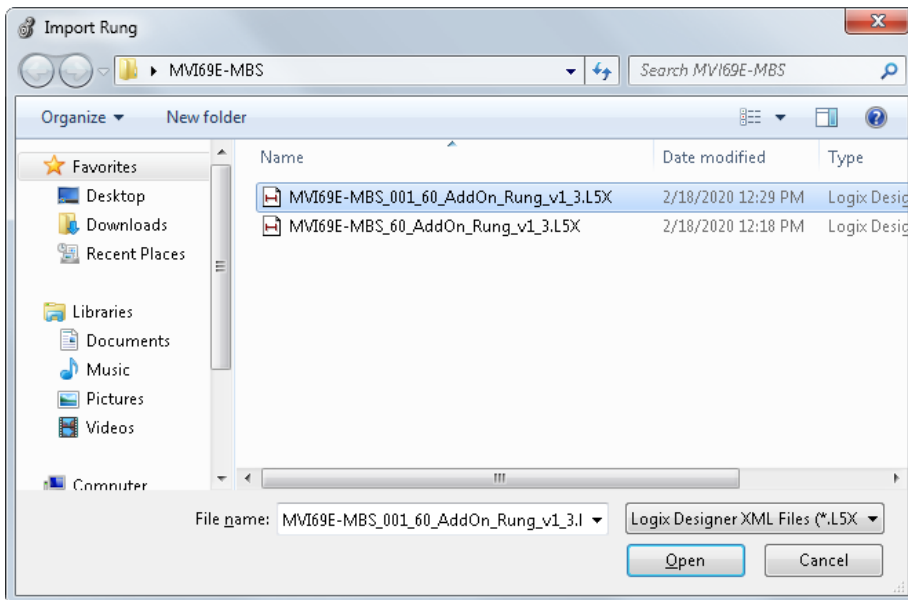 Import Rung
MVI69E-MBS
Search MVI69E-MBS
Organize
New folder
Name
Date modified
Type
MVI69E-MBS_001_60_AddOn_Rung_v1_3.L5X 2/18/2020 12:29 PM Logix Desig
MVI69E-MBS_60_AddOn_Rung_v1_3.L5X 2/18/2020 12:18 PM Logix Desig
Favorites
Desktop
Downloads
Recent Places
Libraries
Documents
Music
Pictures
Videos
Computer
File name: MVI69E-MBS_001_60_AddOn_Rung_v1_3.l
Logix Designer XML Files (*.L5X
Open
Cancel